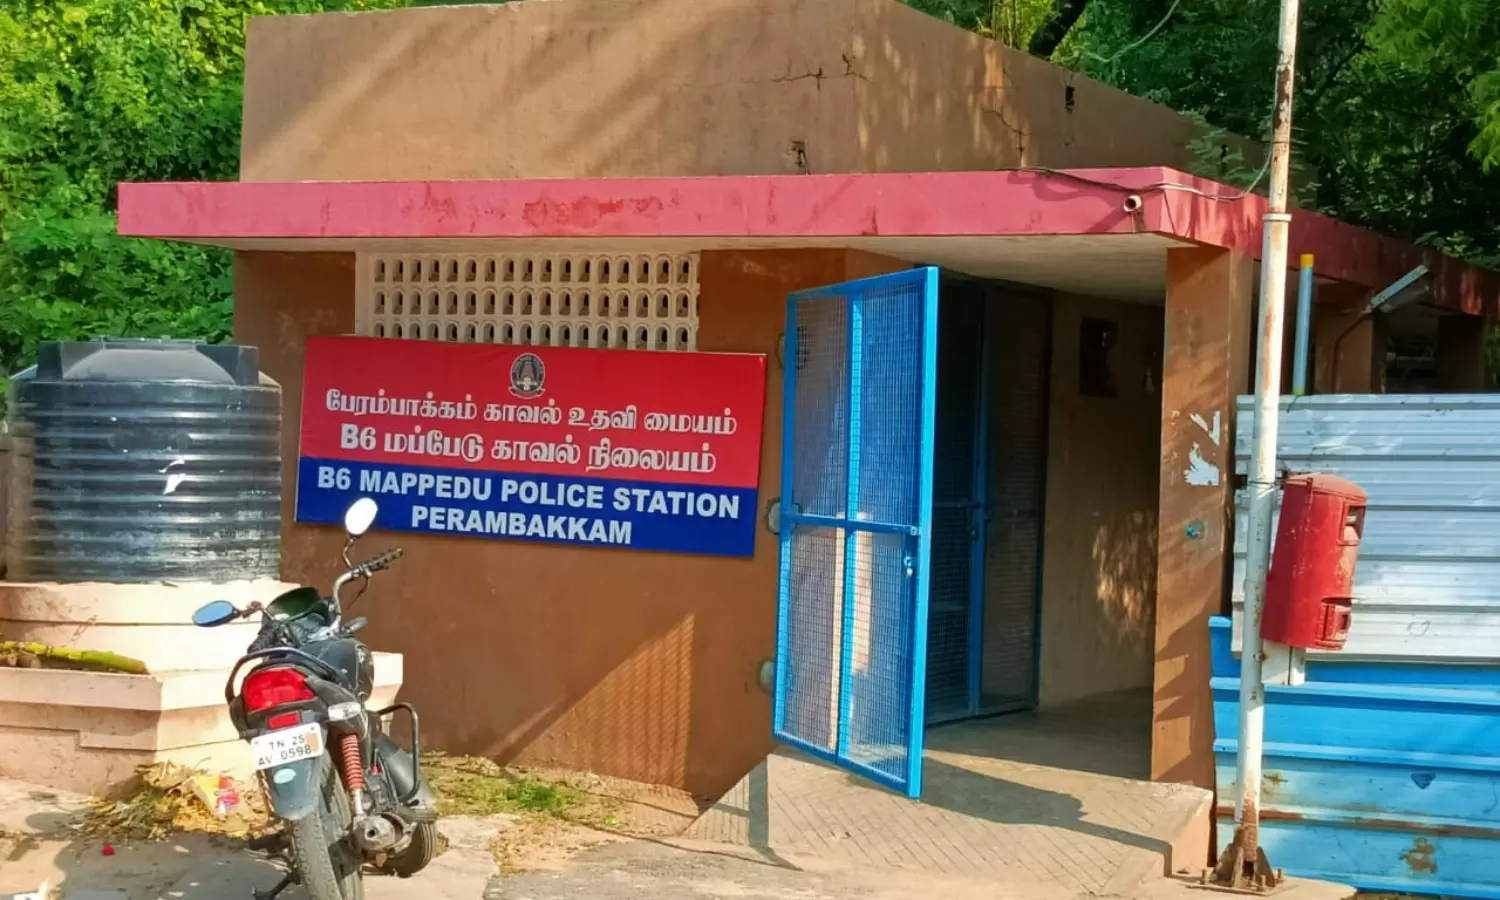 பேரம்பாக்கம் காவல் உதவி மையம்
B6 மப்பேடு காவல் நிலையம்
B6 MAPPEDU POLICE STATION
PERAMBAKKAM
TN 25
AV 0598